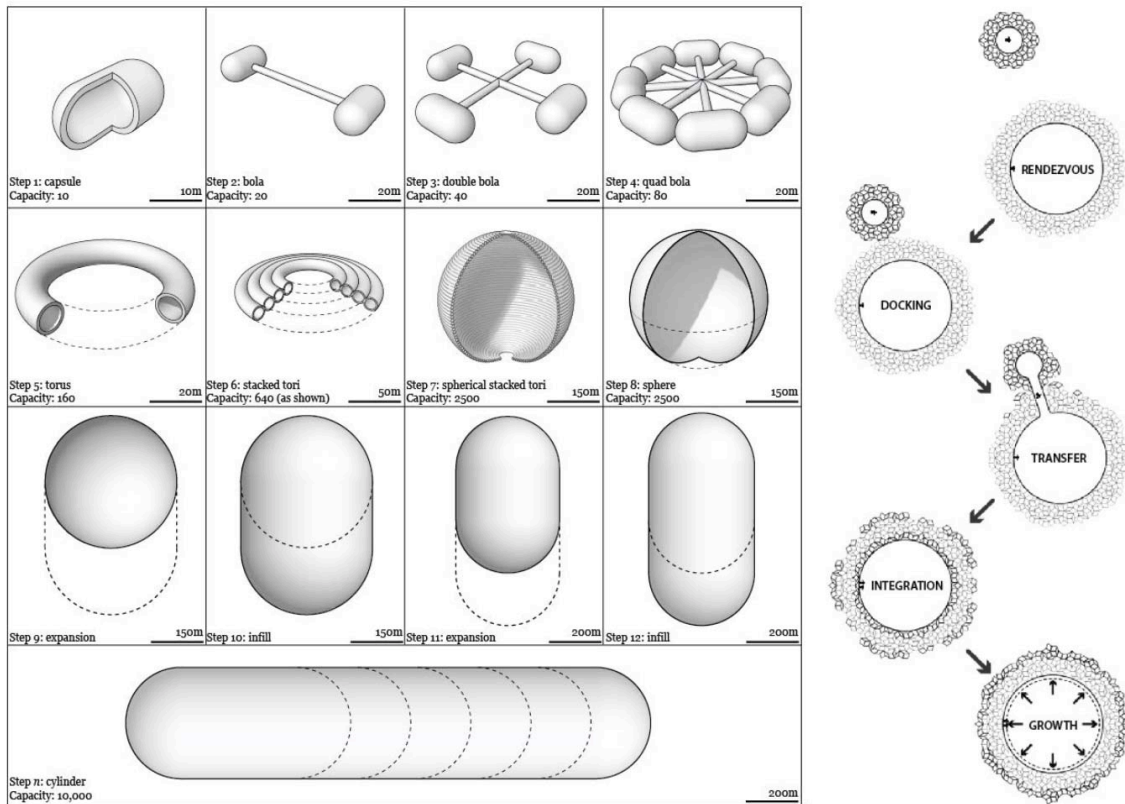 Step 1: capsule
Capacity: 10
10m
Step 2: bola
Capacity: 20
20m
Step 3: double bola
Capacity: 40
20m
Step 4: quad bola
Capacity: 80
20m
Step 5: torus
Capacity: 160
20m
Step 6: stacked tori
Capacity: 640 (as shown)
50m
Step 7: spherical stacked tori
Capacity: 2500
150m
Step 8: sphere
Capacity: 2500
150m
Step 9: expansion
150m
Step 10: infill
150m
Step 11: expansion
200m
Step 12: infill
200m
Step n: cylinder
Capacity: 10,000
200m
RENDEZVOUS
DOCKING
TRANSFER
INTEGRATION
GROWTH